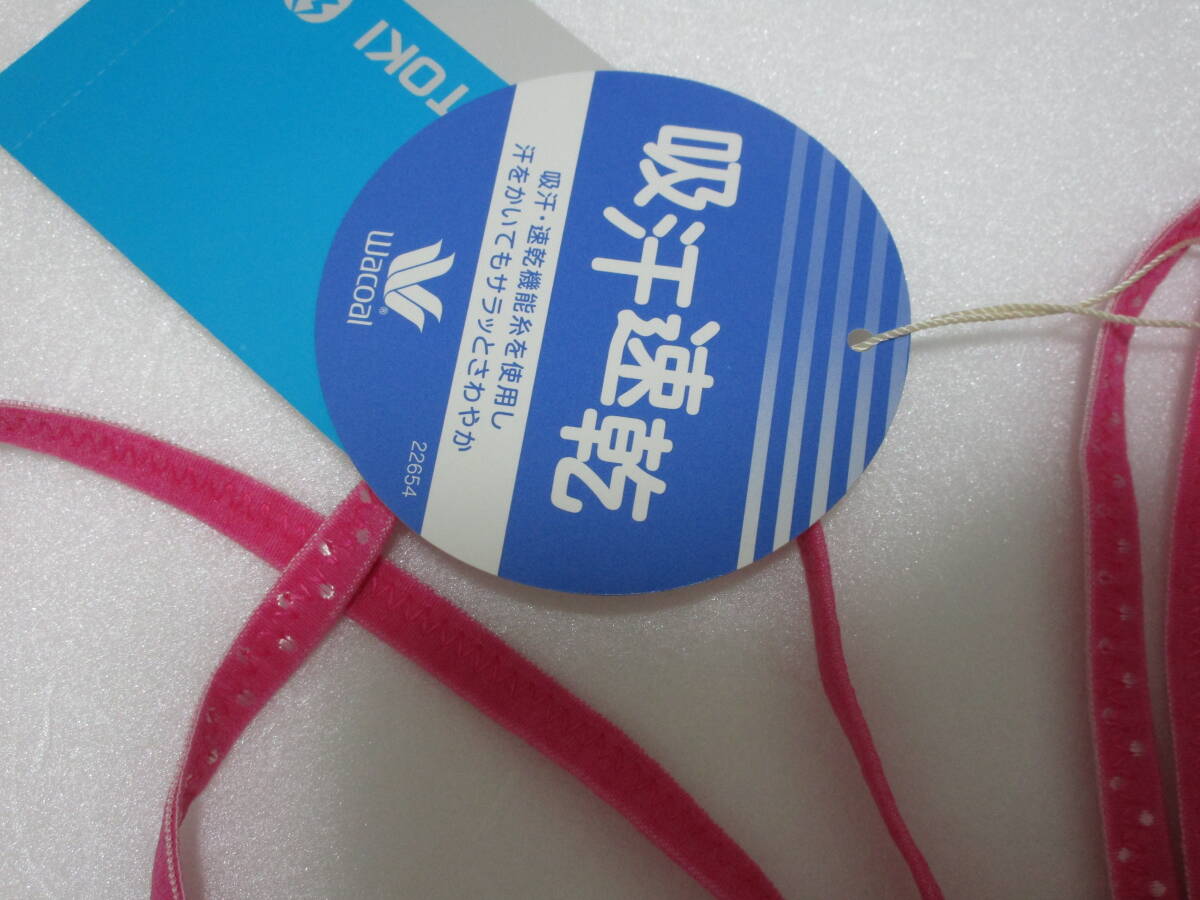 吸汗速乾
吸汗・速乾機能糸を使用し
汗をかいてもサラッとさわやか
Wacoal®
22654
TOKI